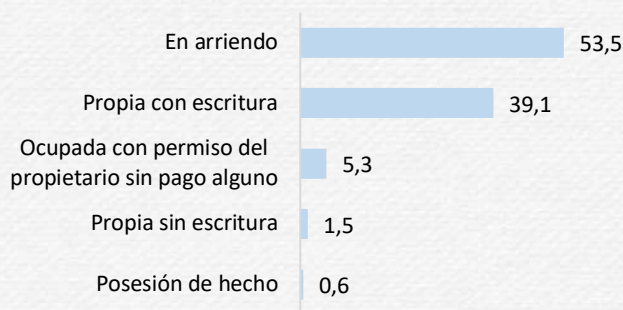 En arriendo
53,5
Propia con escritura
39,1
Ocupada con permiso del
propietario sin pago alguno
5,3
Propia sin escritura
1,5
Posesión de hecho
0,6